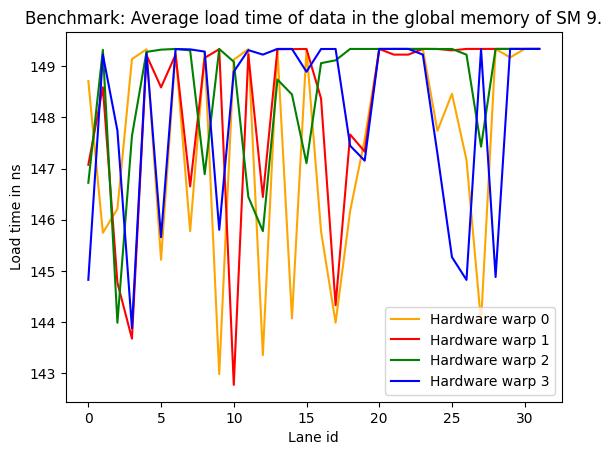 Benchmark: Average load time of data in the global memory of SM 9.
Load time in ns
149
148
147
146
145
144
143
0 5 10 15 20 25 30
Lane id
Hardware warp 0
Hardware warp 1
Hardware warp 2
Hardware warp 3